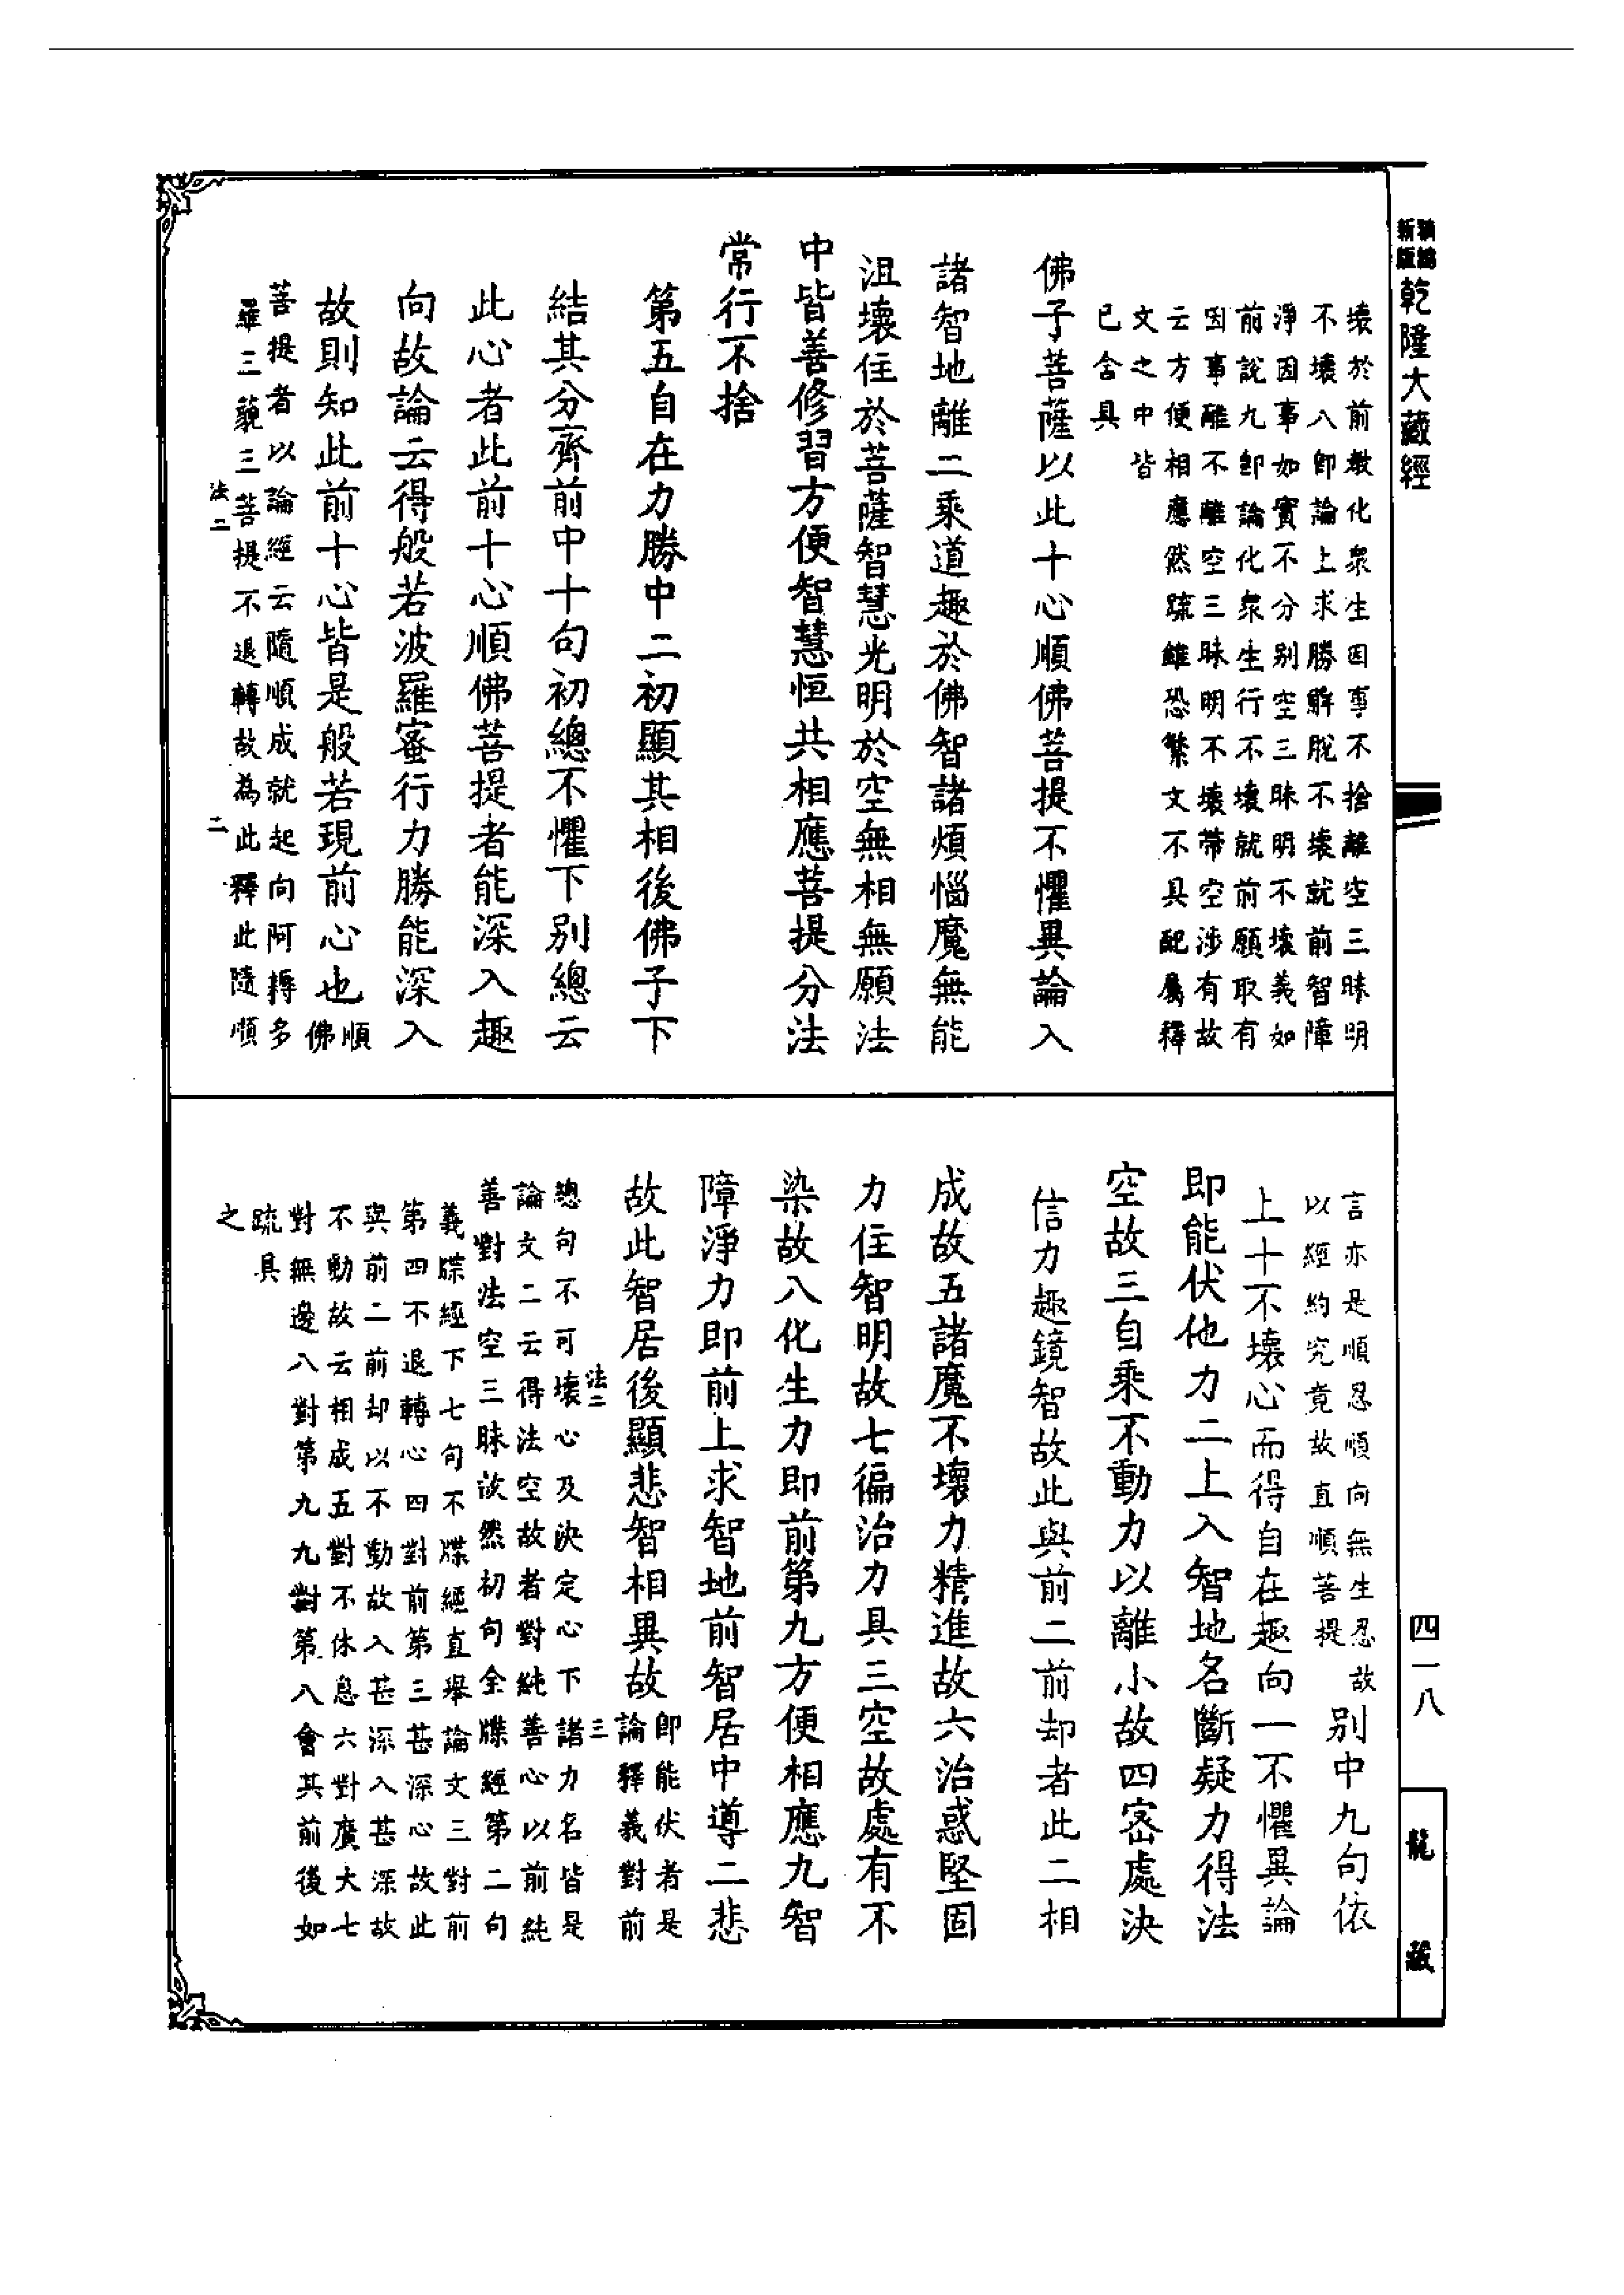 新編
新版
乾隆大藏經
壞於前教化衆生因事不捨離空三昧明
不壞八即論上求勝解脫不壞就前智障
淨因事如實不分別空三昧明不壞義如
前說九即論化衆生行不壞就前願取有
因事離不離空三昧明不壞帶空涉有故
云方便相應然疏雖恐繁文不具配屬釋
文之中皆
已含具
佛子菩薩以此十心順佛菩提不懼異論入
諸智地離二乘道趣於佛智諸煩惱魔無能
沮壞住於菩薩智慧光明於空無相無願法
中皆善修習方便智慧恒共相應菩提分法
常行不捨
第五自在力勝中二初顯其相後佛子下
結其分齊前中十句初總不懼下別總云
此心者此前十心順佛菩提者能深入趣
向故論云得般若波羅蜜行力勝能深入
故則知此前十心皆是般若現前心也順
佛
菩提者以論經云隨順成就起向阿耨多
羅三藐三菩提不退轉故為此釋此隨順
法二
二
言亦是順忍順向無生忍故
以經約究竟故直順菩提
別中九句依
上十不壞心而得自在趣向一不懼異論
即能伏他力二上入智地名斷疑力得法
空故三自乘不動力以離小故四密處決
信力趣鏡智故此與前二前却者此二相
成故五諸魔不壞力精進故六治惑堅固
力住智明故七徧治力具三空故處有不
染故八化生力即前第九方便相應九智
障淨力即前上求智地前智居中導二悲
故此智居後顯悲智相異故
即能伏者是
論釋義對前
法二
三
總句不可壞心及決定心下諸力名皆是
論文二云得法空故者對純善心以前純
善對法空三昧故然初句全牒經第二句
義牒經下七句不牒經直舉論文三對前
第四不退轉心四對前第三甚深心故此
與前二前却以不動故入甚深入甚深故
不動故云相成五對不休息六對廣大七
對無邊八對第九九對第八會其前後如
疏具
之
四一八
龍藏